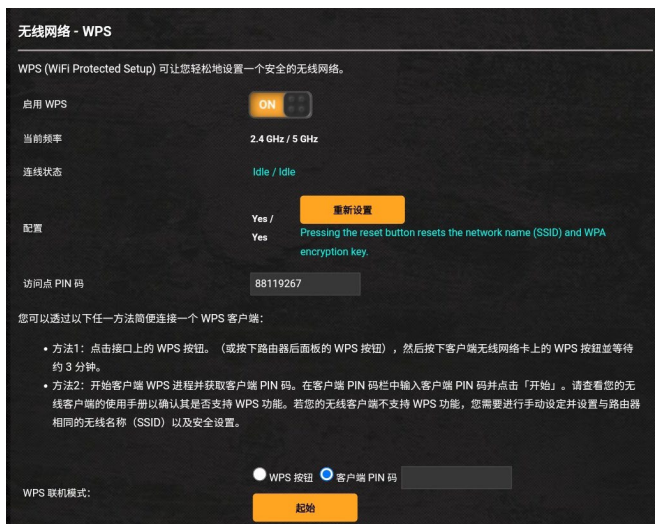 无线网络 - WPS
WPS (WiFi Protected Setup) 可让您轻松地设置一个安全的无线网络。
启用 WPS
ON
当前频率
2.4 GHz / 5 GHz
连线状态
Idle / Idle
配置
Yes /
Yes
重新设置
Pressing the reset button resets the network name (SSID) and WPA
encryption key.
访问点 PIN 码
88119267
您可以透过以下任一方法简便连接一个 WPS 客户端：
• 方法1：点击接口上的 WPS 按钮。（或按下路由器后面板的 WPS 按钮），然后按下客户端无线网络卡上的 WPS 按鈕並等待
约 3 分钟。
• 方法2：开始客户端 WPS 进程并获取客户端 PIN 码。在客户端 PIN 码栏中输入客户端 PIN 码并点击「开始」。请查看您的无
线客户端的使用手册以确认其是否支持 WPS 功能。若您的无线客户端不支持 WPS 功能，您需要进行手动设定并设置与路由器
相同的无线名称（SSID）以及安全设置。
WPS 联机模式：
WPS 按钮 客户端 PIN 码
起始